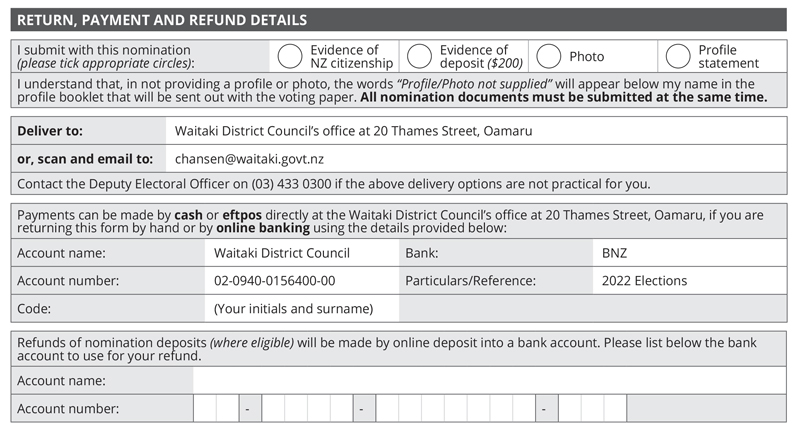 RETURN, PAYMENT AND REFUND DETAILS
I submit with this nomination
(please tick appropriate circles):
Evidence of
NZ citizenship
Evidence of
deposit ($200)
Photo
Profile
statement
I understand that, in not providing a profile or photo, the words “Profile/Photo not supplied” will appear below my name in the
profile booklet that will be sent out with the voting paper. All nomination documents must be submitted at the same time.
Deliver to: Waitaki District Council’s office at 20 Thames Street, Oamaru
or, scan and email to: chansen@waitaki.govt.nz
Contact the Deputy Electoral Officer on (03) 433 0300 if the above delivery options are not practical for you.
Payments can be made by cash or eftpos directly at the Waitaki District Council’s office at 20 Thames Street, Oamaru, if you are
returning this form by hand or by online banking using the details provided below:
Account name: Waitaki District Council Bank: BNZ
Account number: 02-0940-0156400-00 Particulars/Reference: 2022 Elections
Code: (Your initials and surname)
Refunds of nomination deposits (where eligible) will be made by online deposit into a bank account. Please list below the bank
account to use for your refund.
Account name:
Account number: - - -